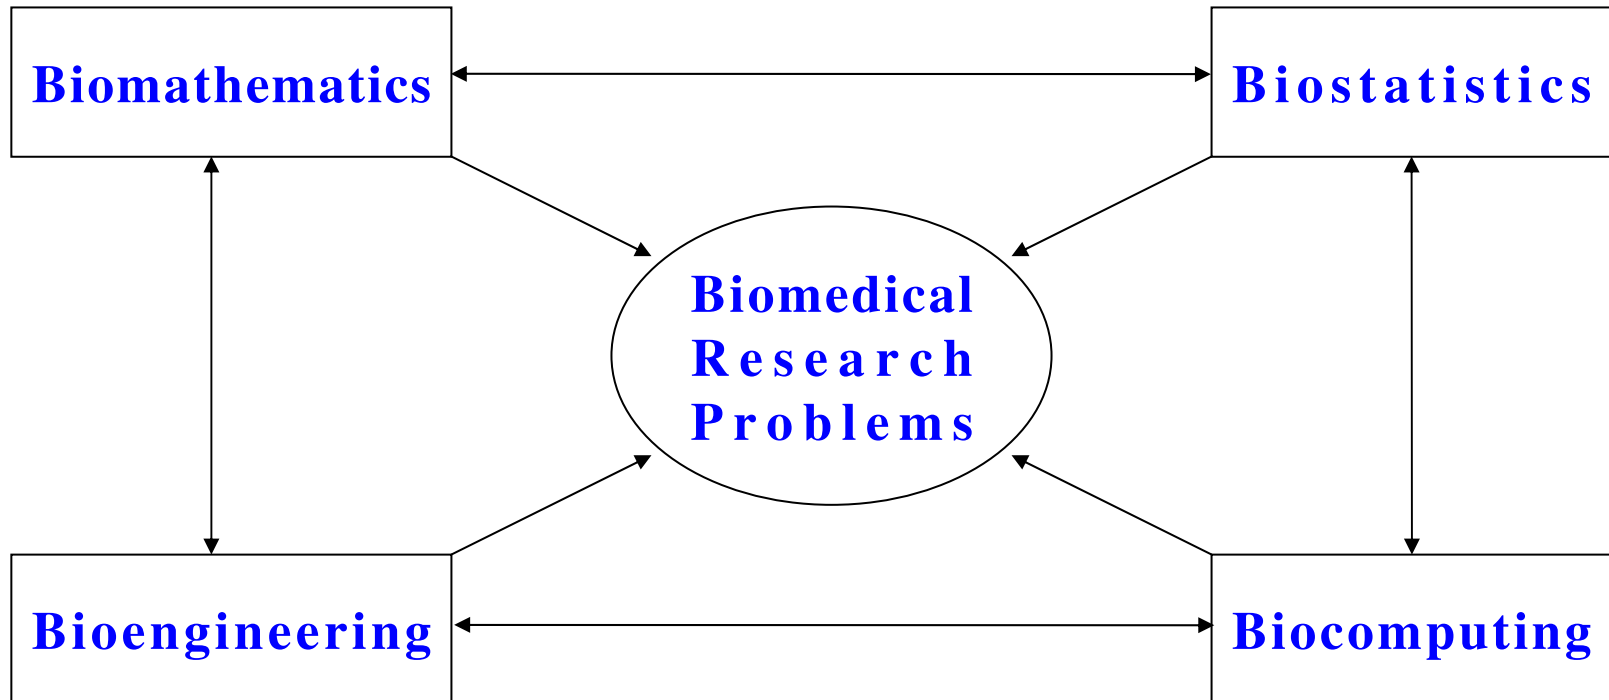 Biomathematics
Biostatistics
Biomedical
Research
Problems
Bioengineering
Biocomputing